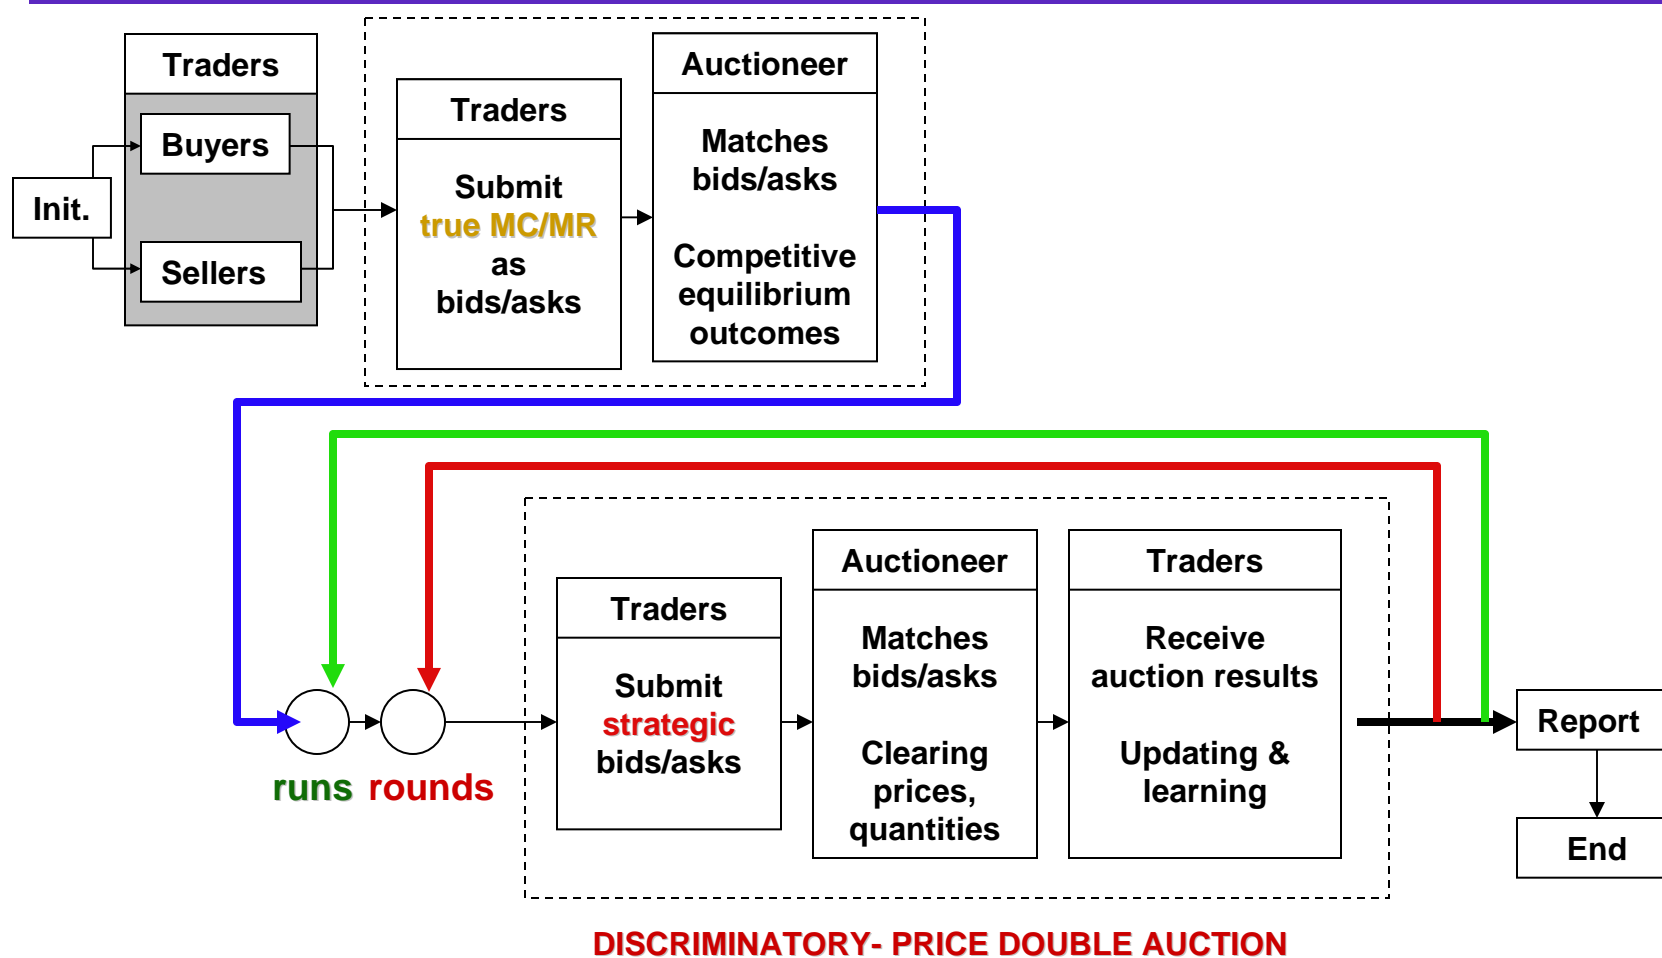 Traders
Buyers
Init.
Sellers
Traders
Submit
true MC/MR
as
bids/asks
Auctioneer
Matches
bids/asks
Competitive
equilibrium
outcomes
runs
rounds
Traders
Submit
strategic
bids/asks
Auctioneer
Matches
bids/asks
Clearing
prices,
quantities
Traders
Receive
auction results
Updating &
learning
Report
End
DISCRIMINATORY- PRICE DOUBLE AUCTION